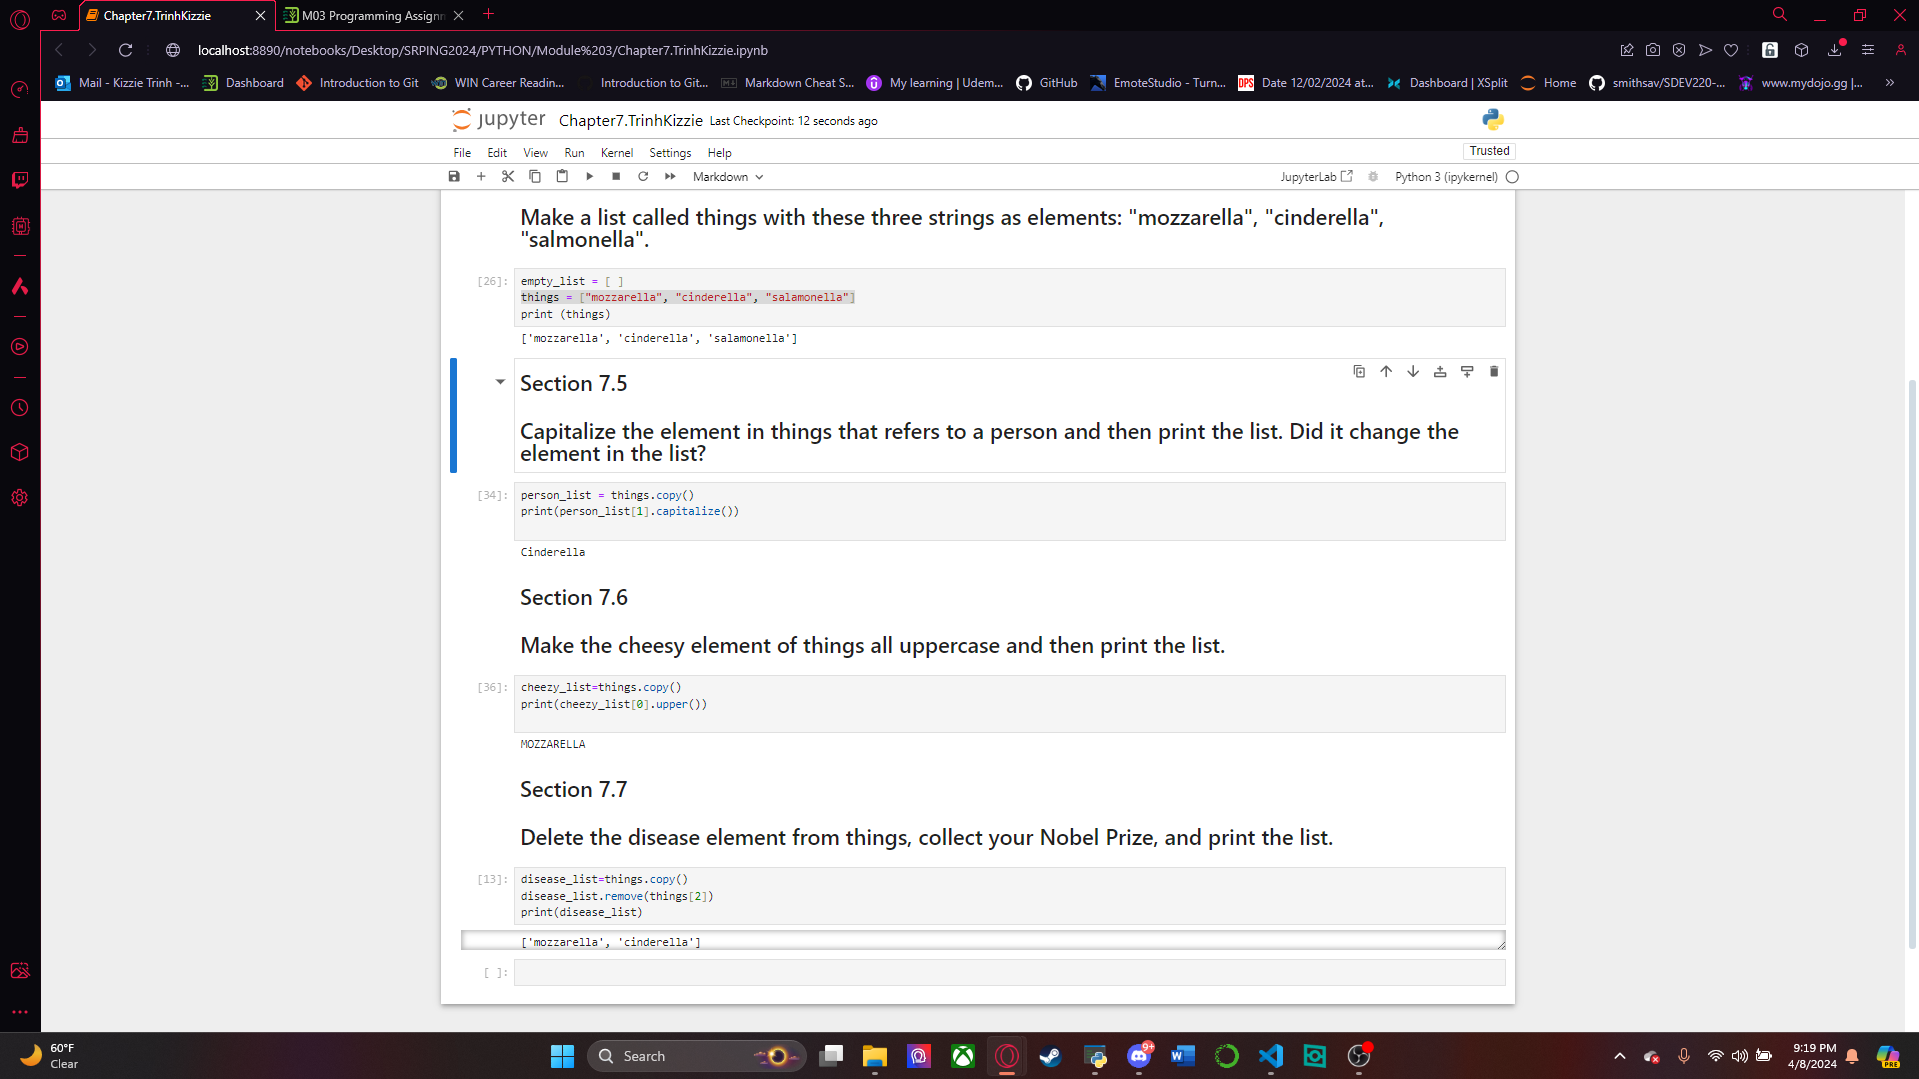 Chapter7.TrinhKizzie
M03 Programming Assignm
localhost:8890/notebooks/Desktop/SRPING2024/PYTHON/Module%203/Chapter7.TrinhKizzie.ipynb
Mail - Kizzie Trinh -...
Dashboard
Introduction to Git
WIN Career Readin...
Introduction to Git...
Markdown Cheat S...
My learning | Udem...
GitHub
EmoteStudio - Turn...
DPS
Date 12/02/2024 at...
Dashboard | XSplit
Home
smithsav/SDEV220-...
www.mydojo.gg |...
jupyter
Chapter7.TrinhKizzie
Last Checkpoint: 12 seconds ago
File
Edit
View
Run
Kernel
Settings
Help
Trusted
Markdown
JupyterLab
Python 3 (ipykernel)
Make a list called things with these three strings as elements: "mozzarella", "cinderella",
"salmonella".
[26]:
empty_list = [ ]
things = ["mozzarella", "cinderella", "salamonella"]
print (things)
['mozzarella', 'cinderella', 'salamonella']
Section 7.5
Capitalize the element in things that refers to a person and then print the list. Did it change the
element in the list?
[34]:
person_list = things.copy()
print(person_list[1].capitalize())
Cinderella
Section 7.6
Make the cheesy element of things all uppercase and then print the list.
[36]:
cheezy_list=things.copy()
print(cheezy_list[0].upper())
MOZZARELLA
Section 7.7
Delete the disease element from things, collect your Nobel Prize, and print the list.
[13]:
disease_list=things.copy()
disease_list.remove(things[2])
print(disease_list)
['mozzarella', 'cinderella']
[ ]:
60°F
Clear
Search
9+
9:19 PM
4/8/2024
PRE